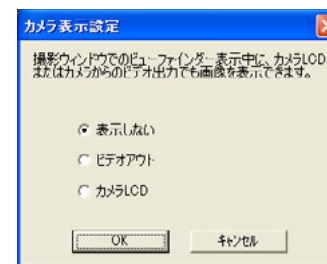 カメラ表示設定
撮影ウィンドウでのビューファインダー表示中に、カメラLCD
またはカメラからのビデオ出力でも画像を表示できます。
表示しない
ビデオアウト
カメラLCD
OK
キャンセル